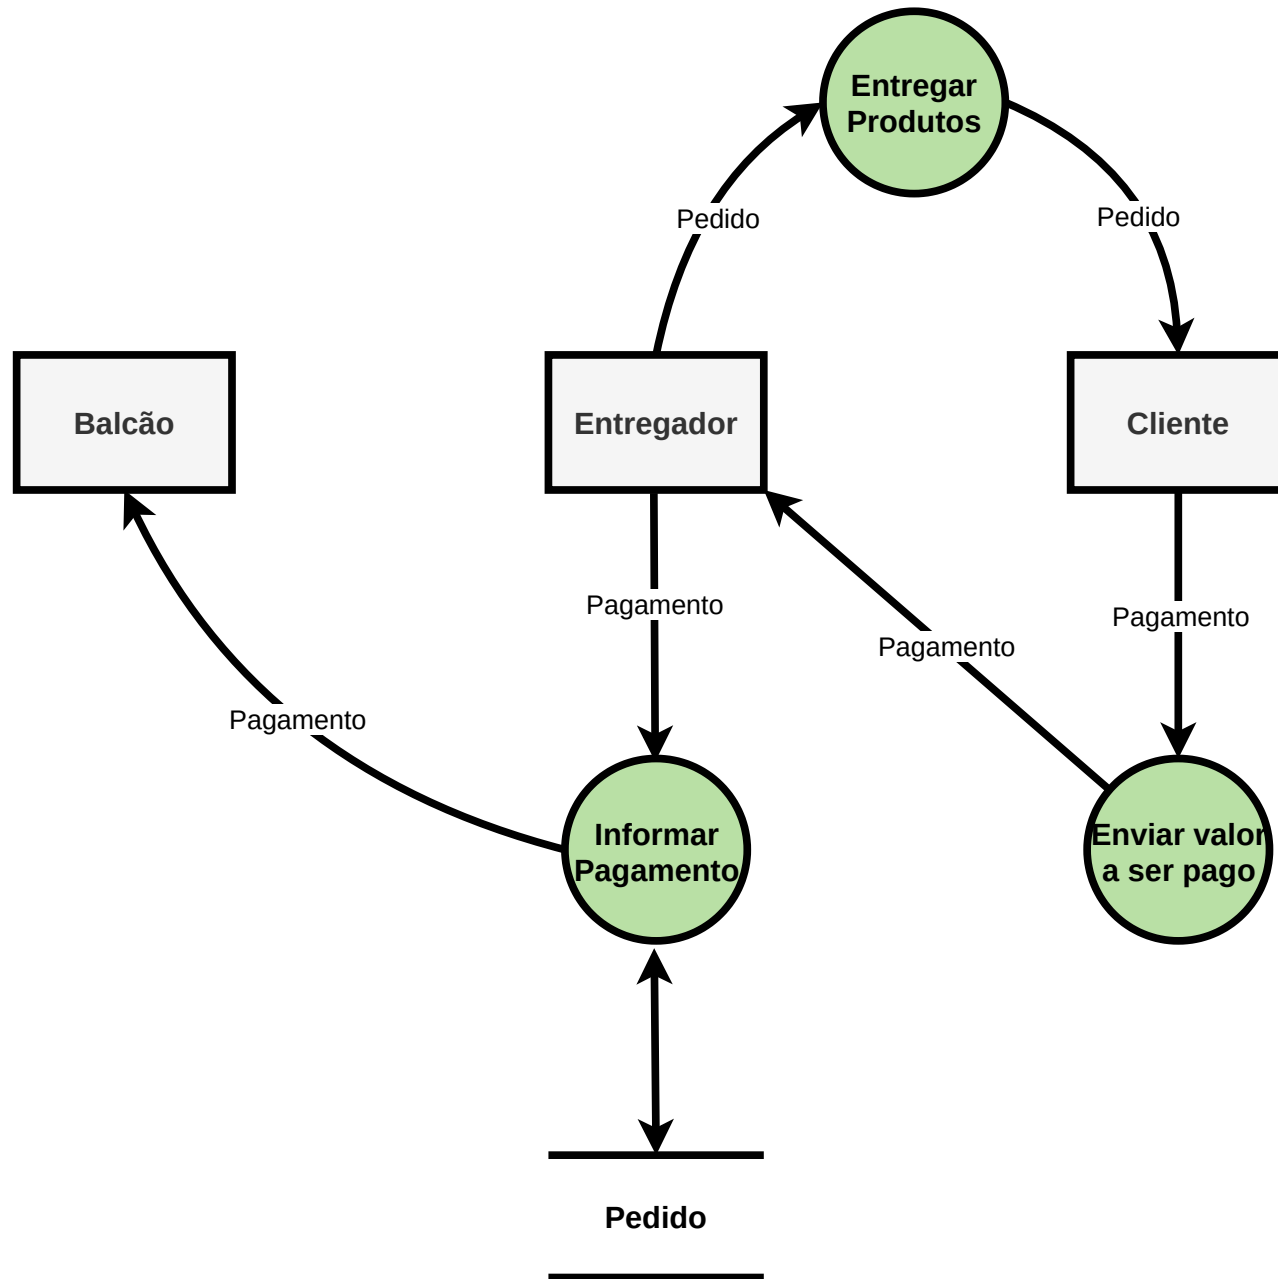 Entregar
Produtos
Pedido
Pedido
Balcão
Entregador
Cliente
Pagamento
Pagamento
Pagamento
Pagamento
Informar
Pagamento
Enviar valor
a ser pago
Pedido